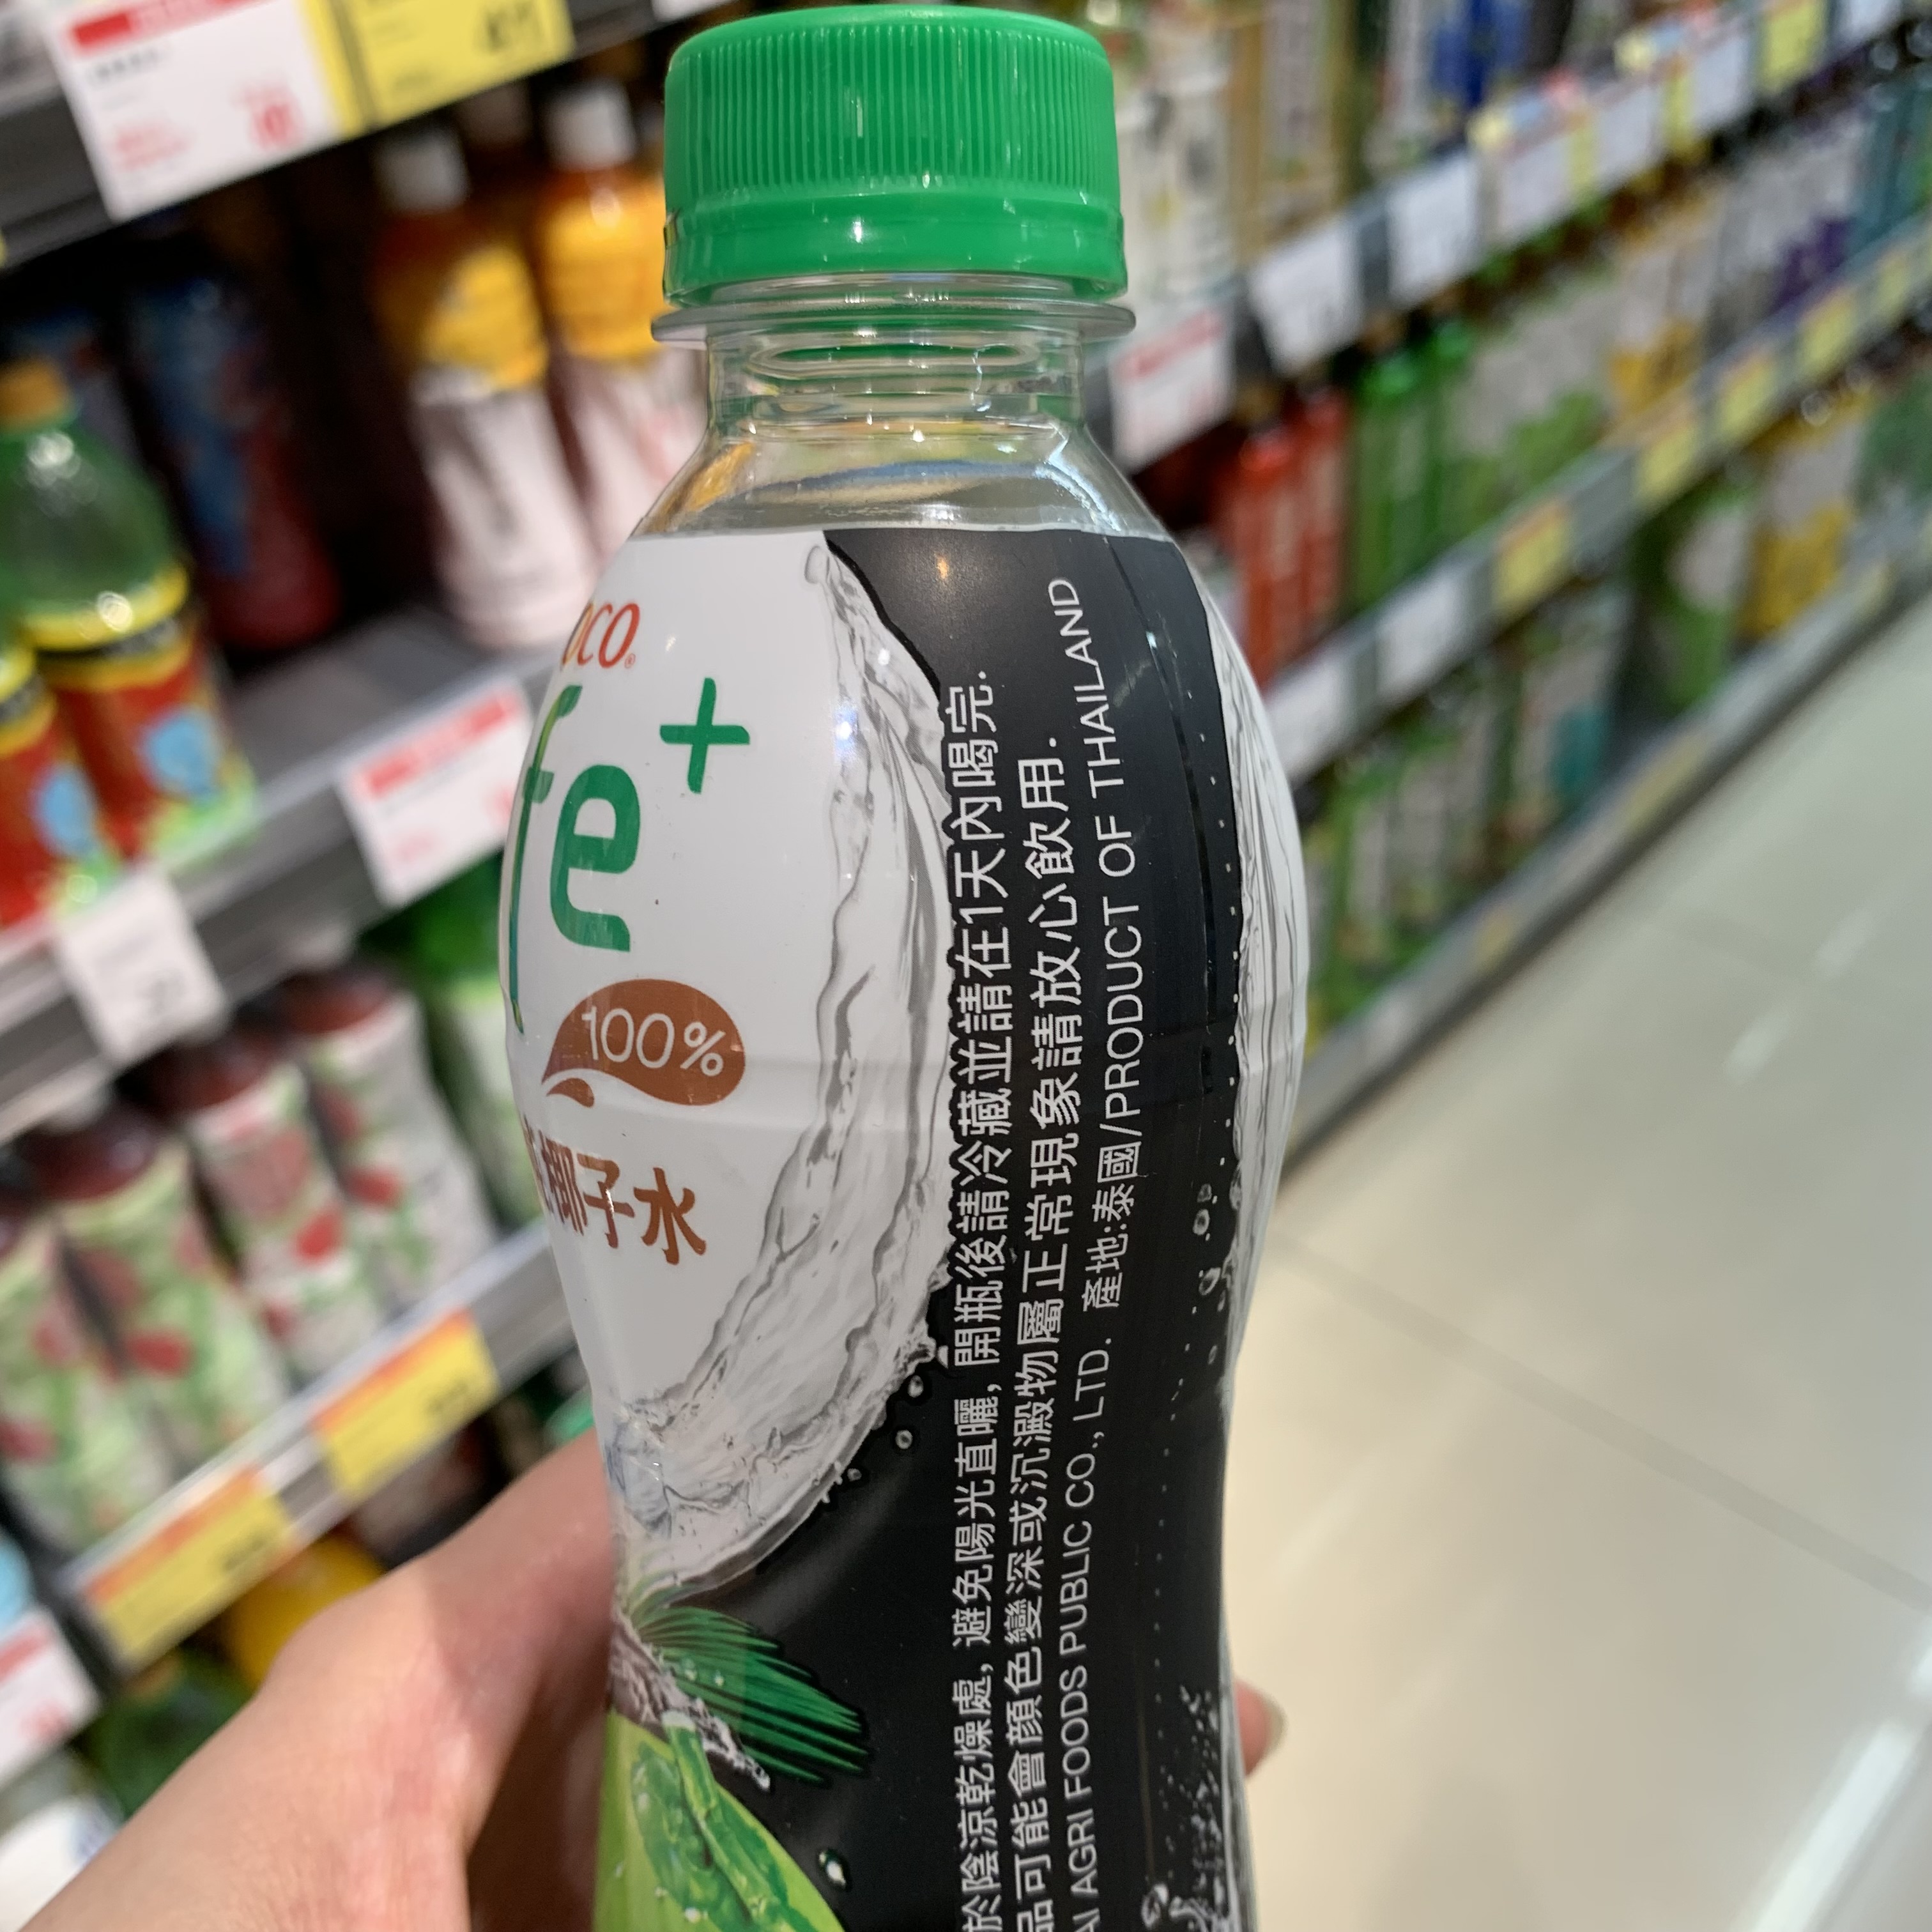 oco®
fe+
100%
椰子水
於陰涼乾燥處, 避免陽光直曬, 開瓶後請冷藏並請在1天內喝完.
品可能會顏色變深或沉澱物屬正常現象請放心飲用.
AI AGRI FOODS PUBLIC CO., LTD. 產地:泰國/PRODUCT OF THAILAND